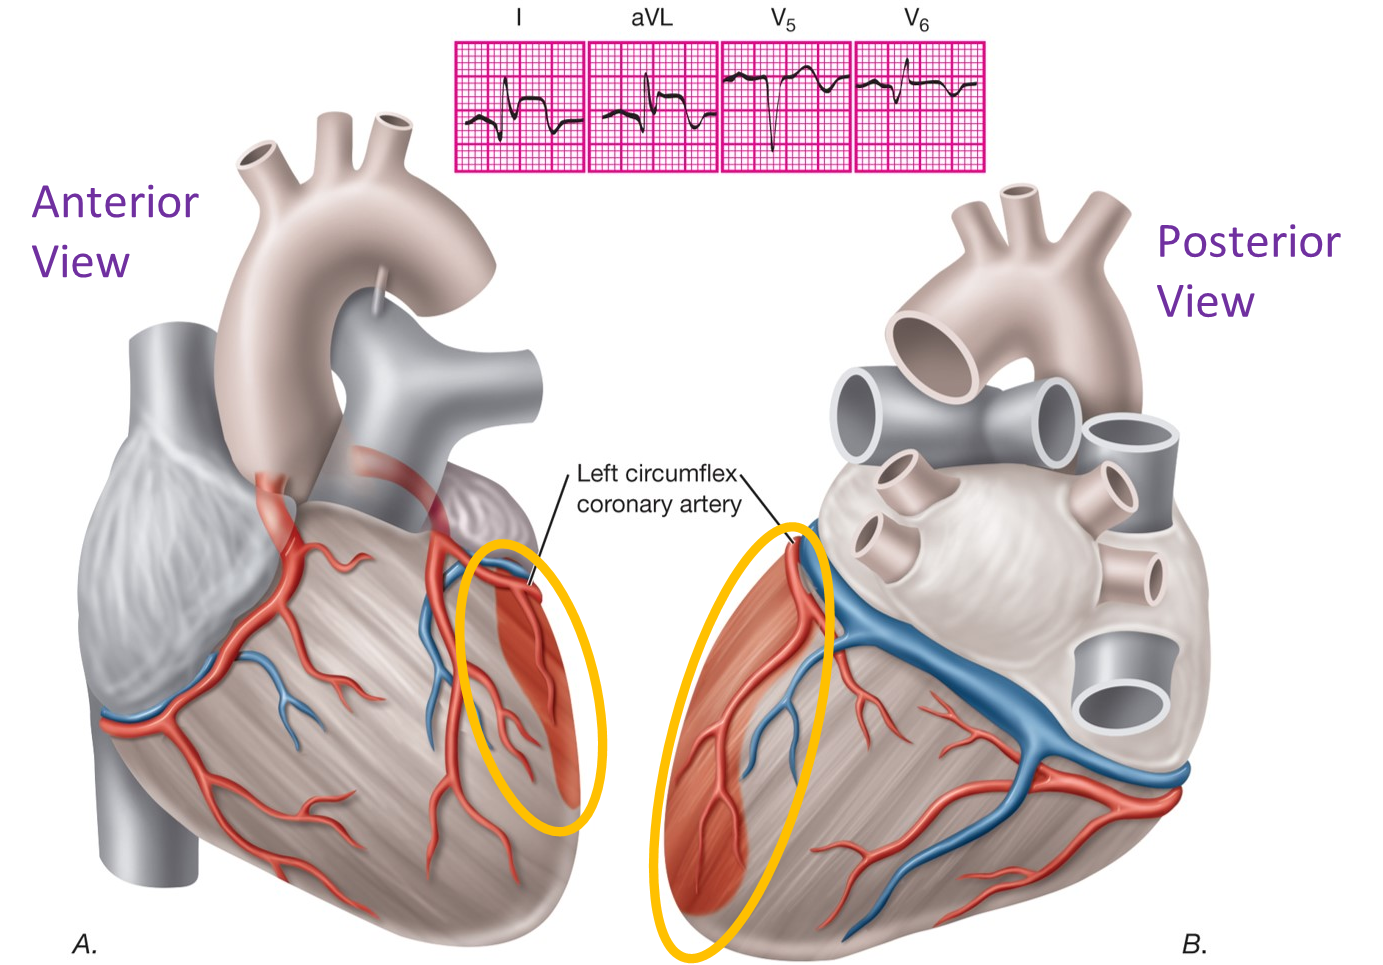 I
aVL
V5
V6
Anterior
View
Posterior
View
Left circumflex
coronary artery
A.
B.